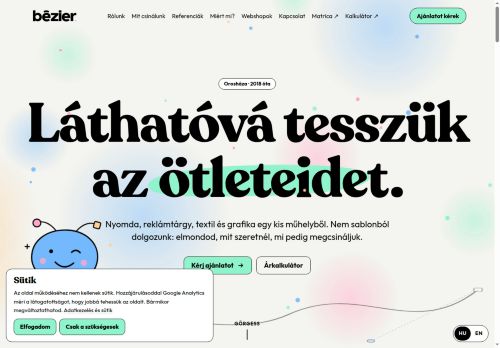 bēzier
Rólunk Mit csinálunk Referenciák Miért mi? Webshopok Kapcsolat Matrica ↗ Kalkulátor ↗ Ajánlatot kérek
Orosháza · 2018 óta
Láthatóvá tesszük
az ötleteidet.
Nyomda, reklámtárgy, textil és grafika egy kis műhelyből. Nem sablonból
dolgozunk: elmondod, mit szeretnél, mi pedig megcsináljuk.
Kérj ajánlatot → Árkalkulátor
Sütik
Az oldal működéséhez nem kellenek sütik. Hozzájárulásoddal Google Analytics
méri a látogatottságot, hogy jobbá tehessük az oldalt. Bármikor
megváltoztathatod. Adatkezelés és sütik
Elfogadom Csak a szükségesek
GÖRGESS
HU EN